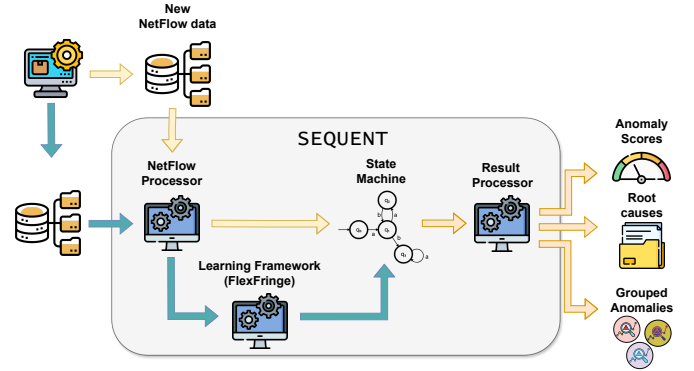 New
NetFlow data
SEQUENT
NetFlow
Processor
State
Machine
Result
Processor
Anomaly
Scores
Root
causes
Learning Framework
(FlexFringe)
Grouped
Anomalies
b
a
a
b
a